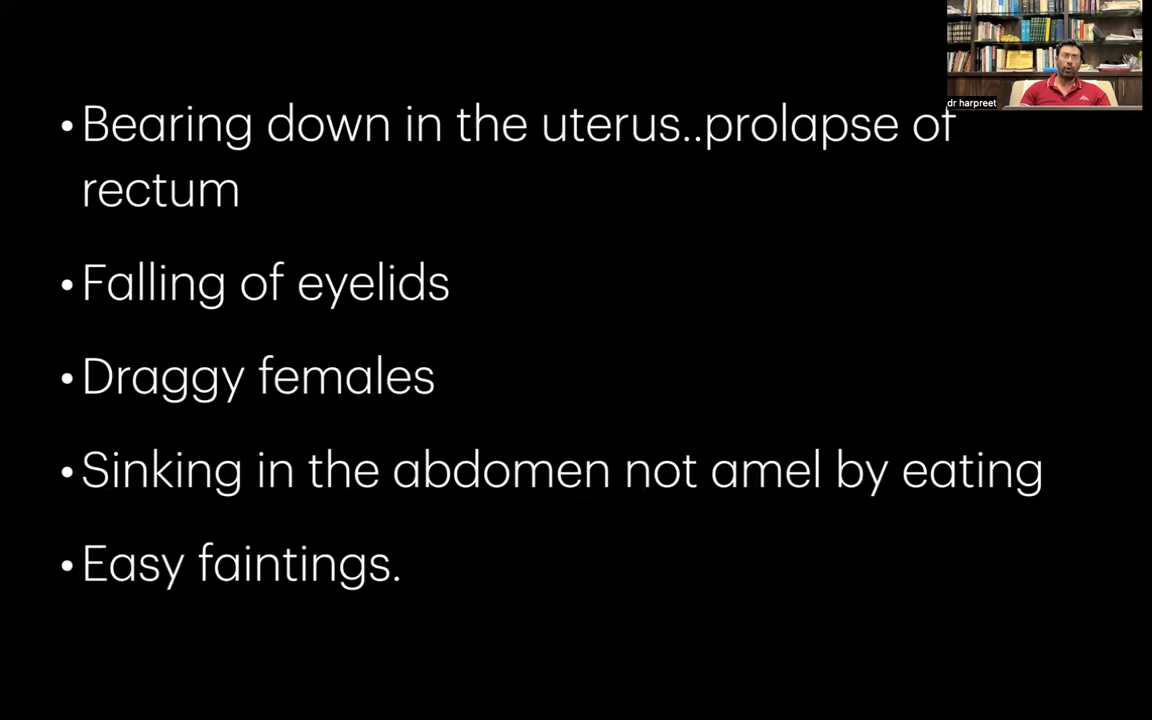 dr harpreet
• Bearing down in the uterus..prolapse of
rectum
• Falling of eyelids
• Draggy females
• Sinking in the abdomen not amel by eating
• Easy faintings.